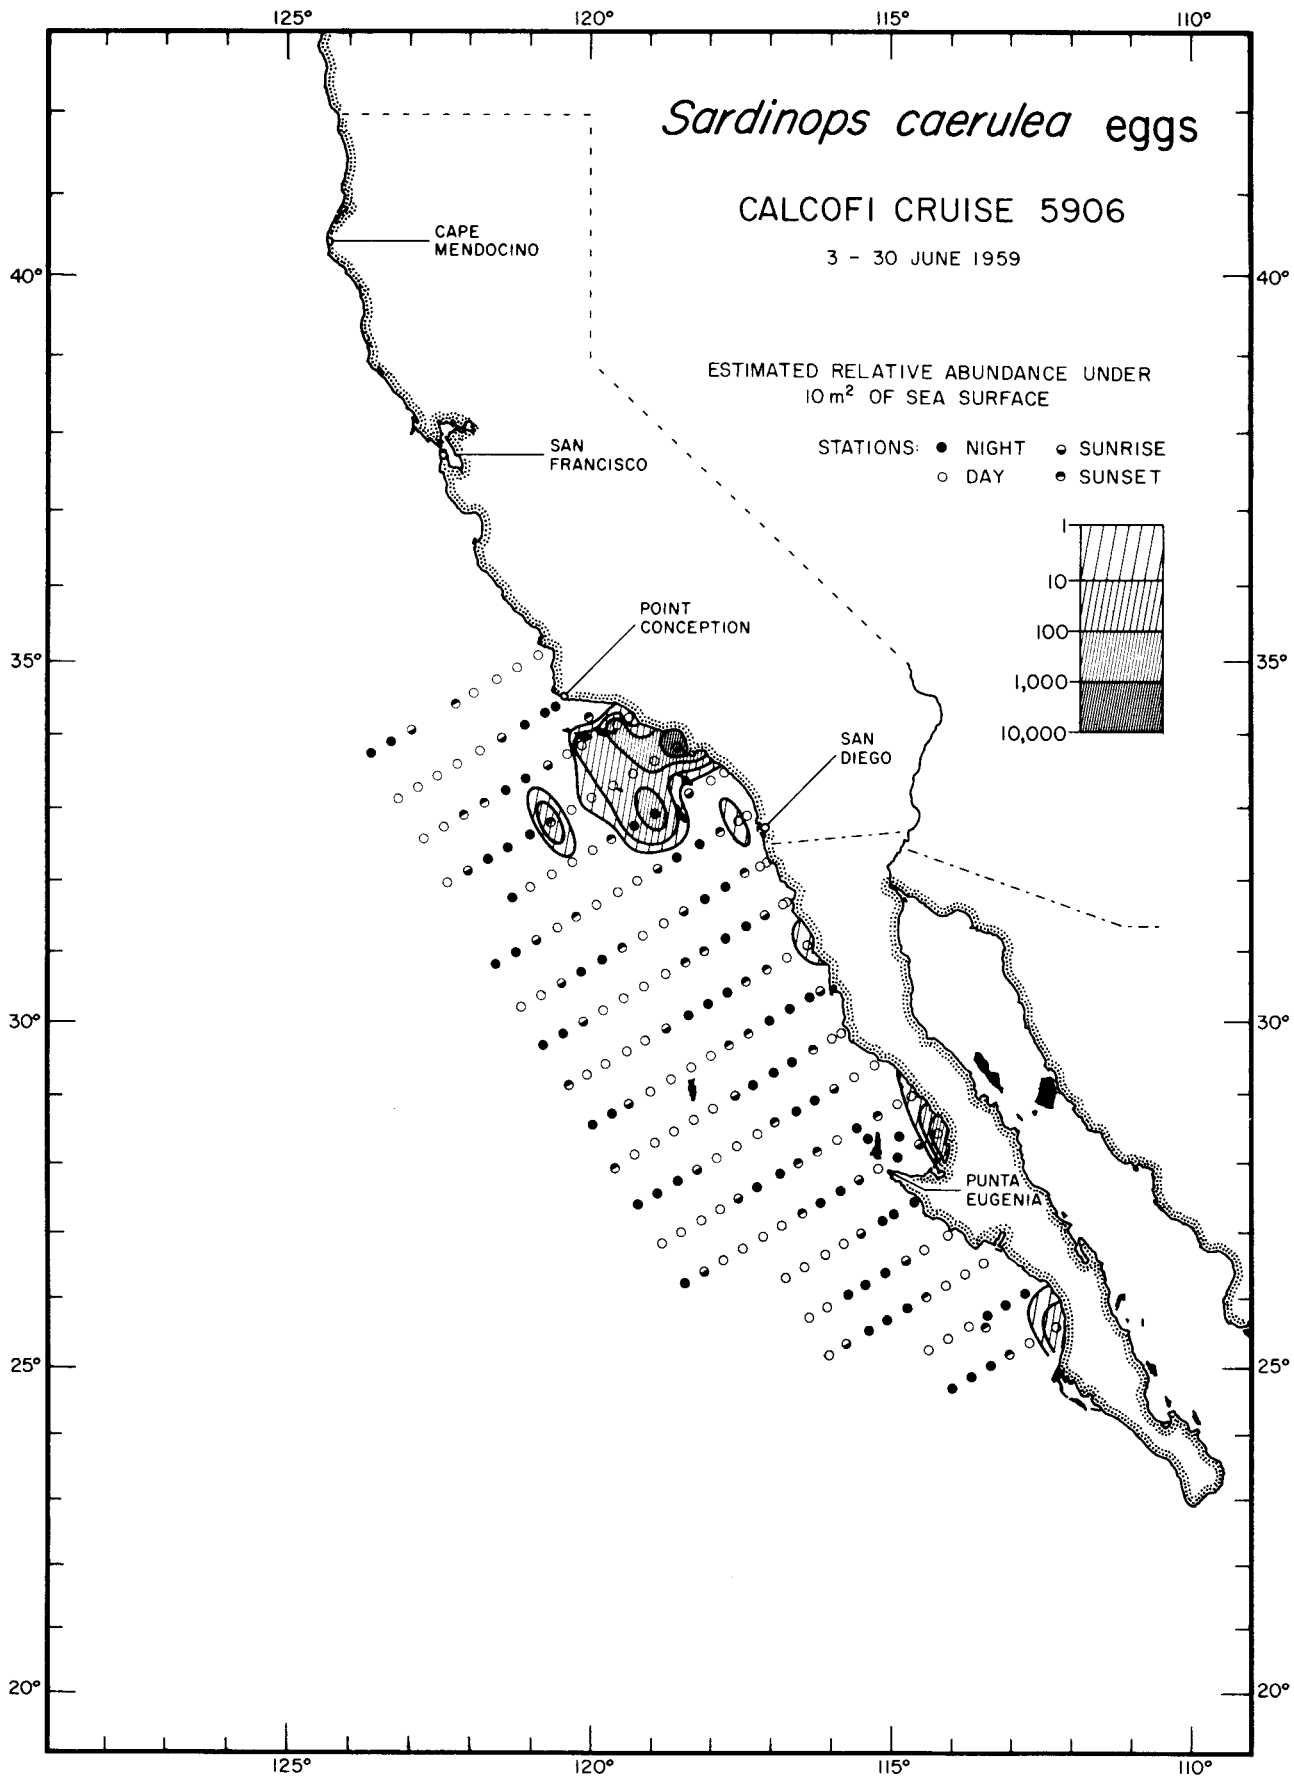 125° 120° 115° 110°
Sardinops caerulea eggs
CALCOFI CRUISE 5906
3 - 30 JUNE 1959
CAPE
MENDOCINO
40° 40°
ESTIMATED RELATIVE ABUNDANCE UNDER
10 m² OF SEA SURFACE
STATIONS: ● NIGHT SUNRISE
○ DAY SUNSET
SAN
FRANCISCO
1
10
100
1,000
10,000
POINT
CONCEPTION
35° 35°
SAN
DIEGO
30° 30°
PUNTA
EUGENIA
25° 25°
20° 20°
125° 120° 115° 110°